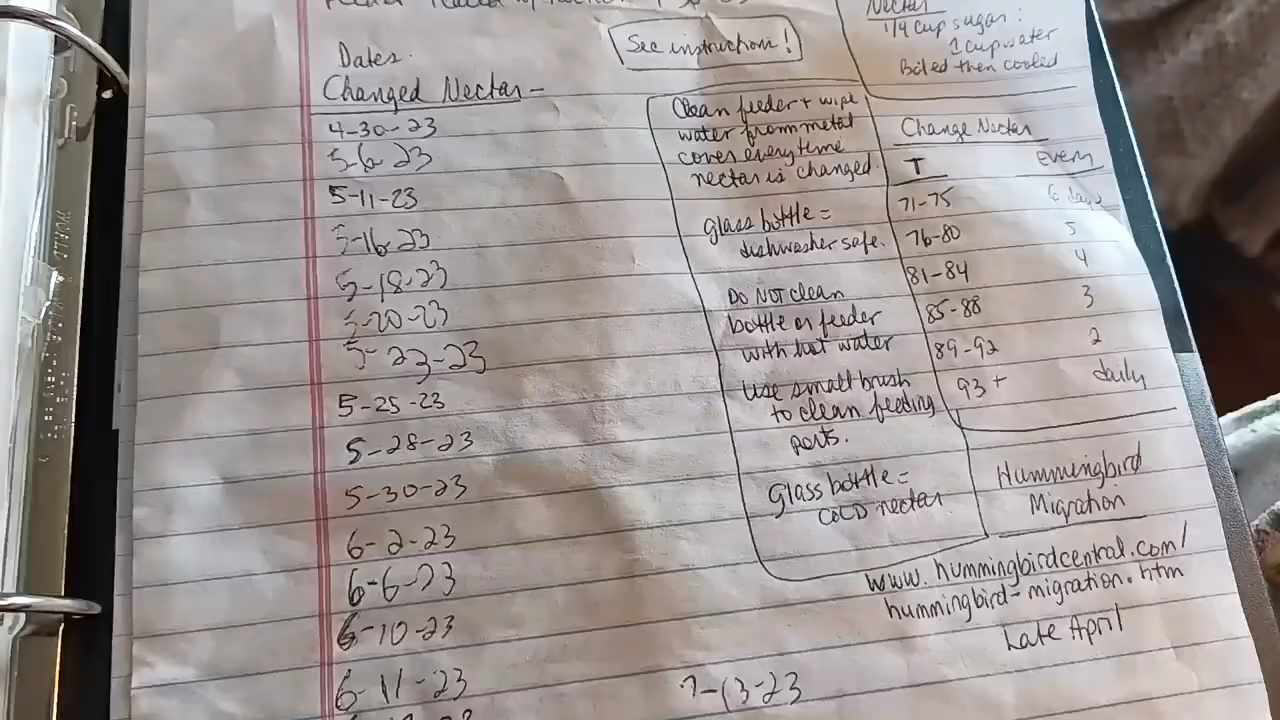 Dates.
Changed Nectar -
4-30-23
5-6-23
5-11-23
5-16-23
5-18-23
5-20-23
5-23-23
5-25-23
5-28-23
5-30-23
6-2-23
6-6-23
6-10-23
6-11-23
See instruction!
Clean feeder + wipe
water from metal
cover every time
nectar is changed.
glass bottle =
dishwasher safe.
DO NOT clean
bottle or feeder
with hot water
Use small brush
to clean feeding
ports.
Glass bottle =
COLD nectar
7-13-23
Nectar
1/4 cup sugar :
1 cup water
Boiled then cooled
Change Nectar
T Every
71-75 6 days
76-80 5
81-84 4
85-88 3
89-92 2
93+ daily
Hummingbird
Migration
www.hummingbirdcentral.com/
hummingbird-migration.htm
Late April